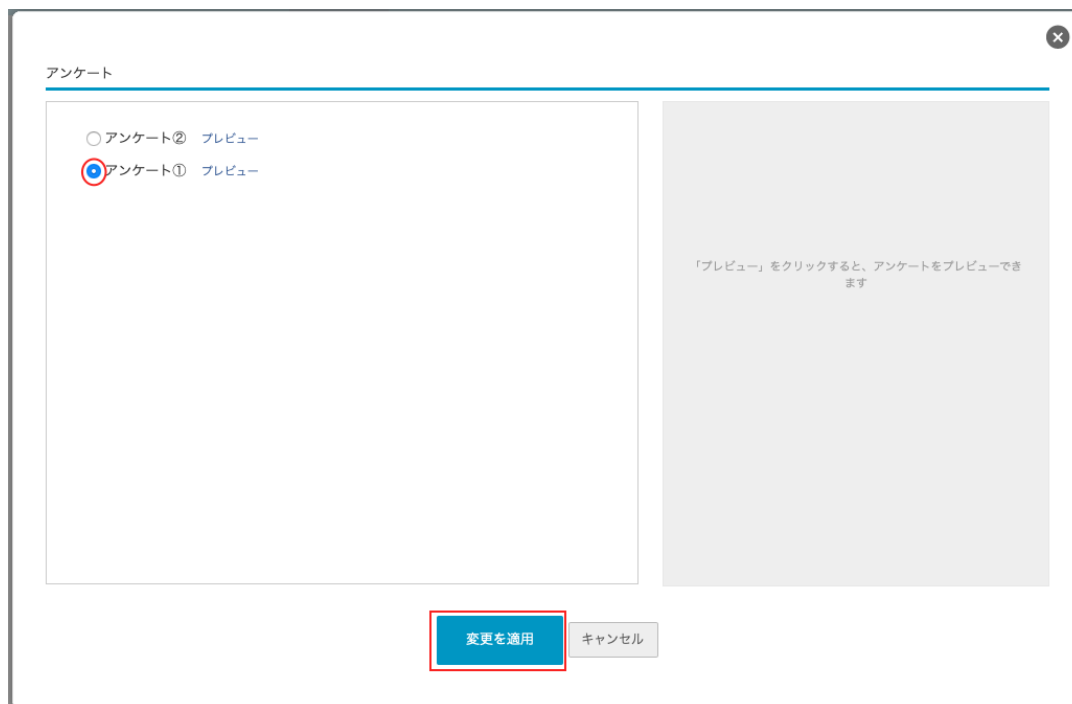 アンケート
アンケート② プレビュー
アンケート① プレビュー
「プレビュー」をクリックすると、アンケートをプレビューでき
ます
変更を適用 キャンセル